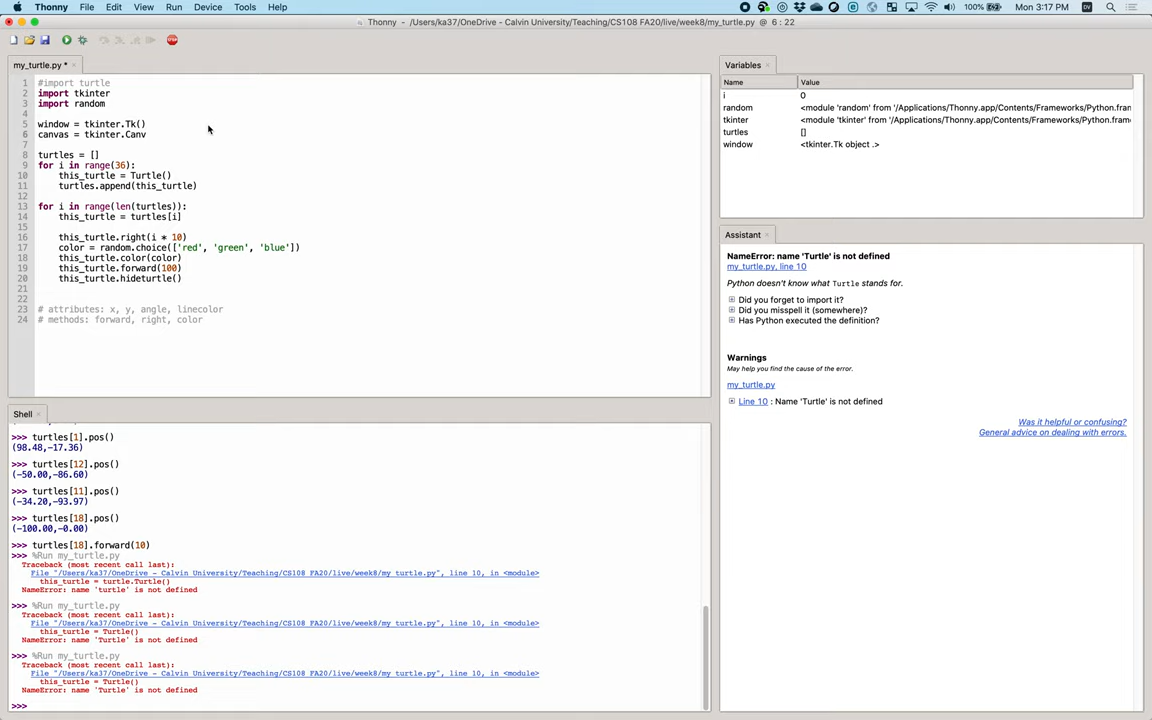 Thonny File Edit View Run Device Tools Help 100% Mon 3:17 PM DV
Thonny - /Users/ka37/OneDrive - Calvin University/Teaching/CS108 FA20/live/week8/my_turtle.py @ 6 : 22
my_turtle.py * ×
1 #import turtle
2 import tkinter
3 import random
4
5 window = tkinter.Tk()
6 canvas = tkinter.Canv
7
8 turtles = []
9 for i in range(36):
10 this_turtle = Turtle()
11 turtles.append(this_turtle)
12
13 for i in range(len(turtles)):
14 this_turtle = turtles[i]
15
16 this_turtle.right(i * 10)
17 color = random.choice(['red', 'green', 'blue'])
18 this_turtle.color(color)
19 this_turtle.forward(100)
20 this_turtle.hideturtle()
21
22
23 # attributes: x, y, angle, linecolor
24 # methods: forward, right, color
Shell ×
>>> turtles[1].pos()
(98.48,-17.36)
>>> turtles[12].pos()
(-50.00,-86.60)
>>> turtles[11].pos()
(-34.20,-93.97)
>>> turtles[18].pos()
(-100.00,-0.00)
>>> turtles[18].forward(10)
>>> %Run my_turtle.py
Traceback (most recent call last):
File "/Users/ka37/OneDrive - Calvin University/Teaching/CS108 FA20/live/week8/my_turtle.py", line 10, in <module>
this_turtle = turtle.Turtle()
NameError: name 'turtle' is not defined
>>> %Run my_turtle.py
Traceback (most recent call last):
File "/Users/ka37/OneDrive - Calvin University/Teaching/CS108 FA20/live/week8/my_turtle.py", line 10, in <module>
this_turtle = Turtle()
NameError: name 'Turtle' is not defined
>>> %Run my_turtle.py
Traceback (most recent call last):
File "/Users/ka37/OneDrive - Calvin University/Teaching/CS108 FA20/live/week8/my_turtle.py", line 10, in <module>
this_turtle = Turtle()
NameError: name 'Turtle' is not defined
>>>
Variables ×
Name Value
i 0
random <module 'random' from '/Applications/Thonny.app/Contents/Frameworks/Python.fram
tkinter <module 'tkinter' from '/Applications/Thonny.app/Contents/Frameworks/Python.fram
turtles []
window <tkinter.Tk object .>
Assistant ×
NameError: name 'Turtle' is not defined
my_turtle.py, line 10
Python doesn't know what Turtle stands for.
Did you forget to import it?
Did you misspell it (somewhere)?
Has Python executed the definition?
Warnings
May help you find the cause of the error.
my_turtle.py
Line 10 : Name 'Turtle' is not defined
Was it helpful or confusing?
General advice on dealing with errors.